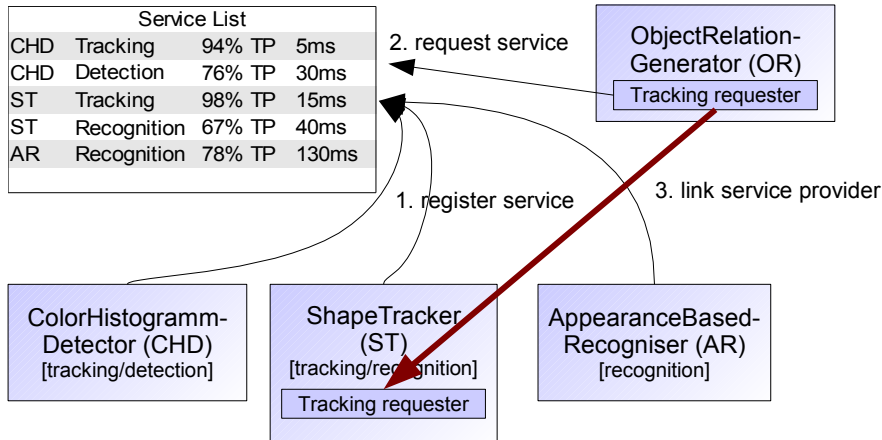 Service List
CHD Tracking 94% TP 5ms
CHD Detection 76% TP 30ms
ST Tracking 98% TP 15ms
ST Recognition 67% TP 40ms
AR Recognition 78% TP 130ms
2. request service
ObjectRelation-
Generator (OR)
Tracking requester
1. register service
3. link service provider
ColorHistogramm-
Detector (CHD)
[tracking/detection]
ShapeTracker
(ST)
[tracking/recognition]
Tracking requester
AppearanceBased-
Recogniser (AR)
[recognition]